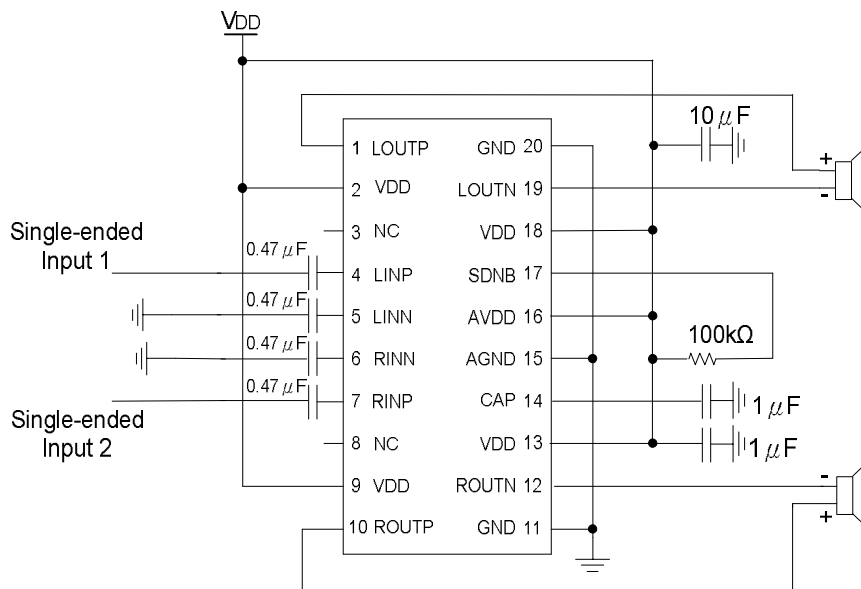 VDD
10 μF
1 LOUTP GND 20
+
2 VDD LOUTN 19
-
3 NC VDD 18
Single-ended
Input 1
0.47 μF
4 LINP SDNB 17
0.47 μF
5 LINN AVDD 16
100kΩ
0.47 μF
6 RINN AGND 15
0.47 μF
7 RINP CAP 14
1 μF
Single-ended
Input 2
8 NC VDD 13
1 μF
9 VDD ROUTN 12
-
+
10 ROUTP GND 11